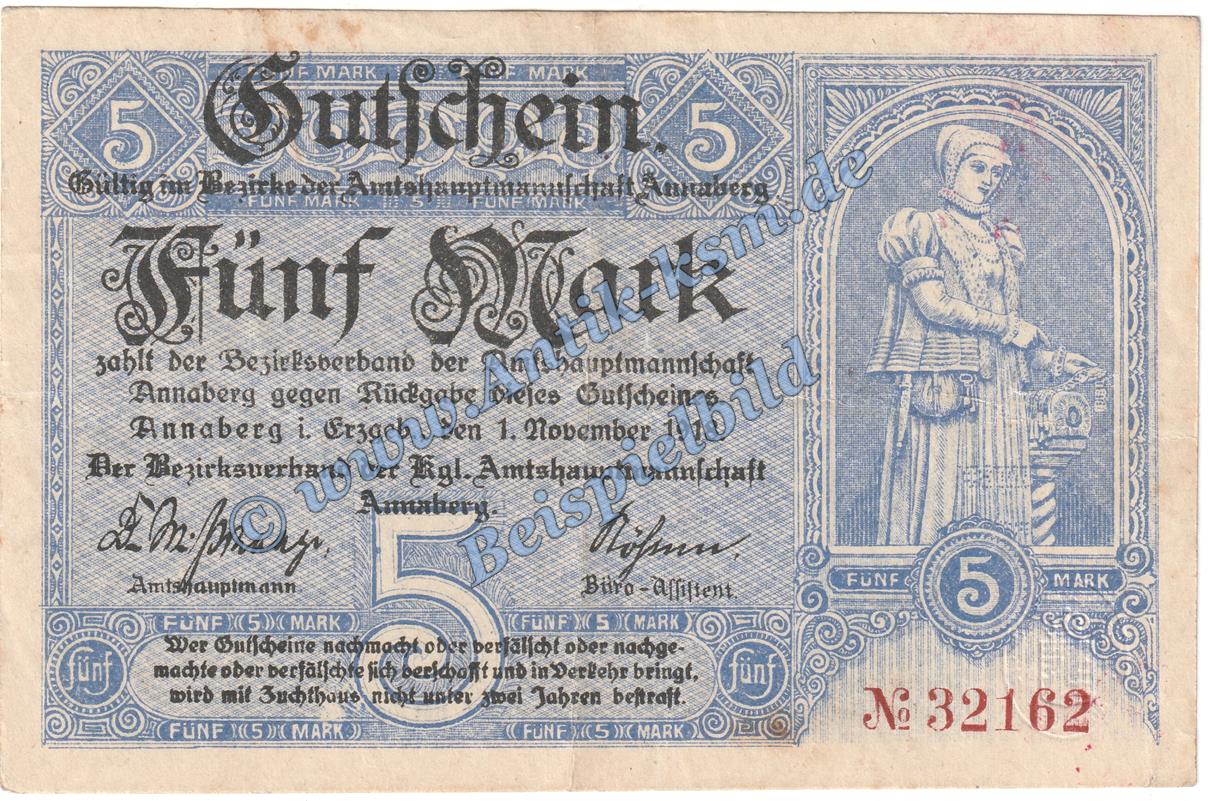 FÜNF MARK FÜNF MARK
5 5
Gutschein.
Gültig im Bezirke der Amtshauptmannschaft Annaberg
FÜNF MARK 5 FÜNF MARK
Fünf Mark
zahlt der Bezirksverband der Amtshauptmannschaft
Annaberg gegen Rückgabe dieses Gutscheines
Annaberg i. Erzgeb., den 1. November
Der Bezirksverband der Kgl. Amtshauptmannschaft
Annaberg.
5
Amtshauptmann
Büro-Assistent.
FÜNF 5 MARK FÜNF 5 MARK
fünf fünf
Wer Gutscheine nachmacht oder verfälscht oder nachge-
machte oder verfälschte sich verschafft und in Verkehr bringt,
wird mit Zuchthaus nicht unter zwei Jahren bestraft.
FÜNF 5 MARK FÜNF 5 MARK
FÜNF 5 MARK
№ 32162
© www.Antik-ksm.de
Beispielbild